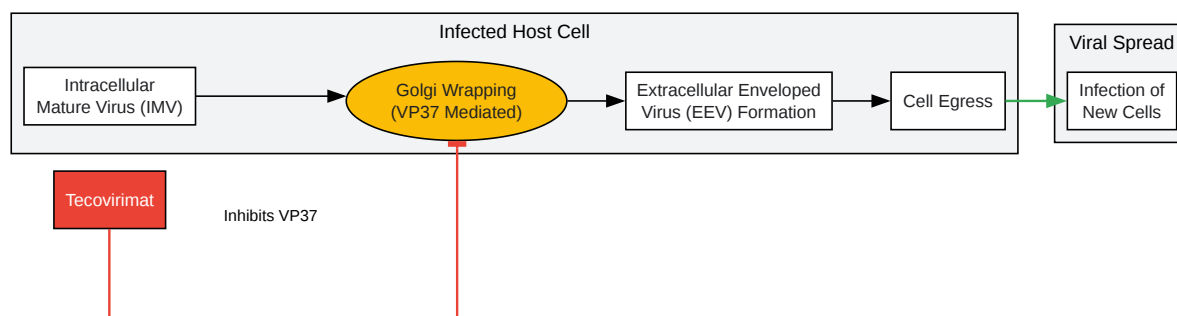 Infected Host Cell
Viral Spread
Intracellular
Mature Virus (IMV)
Golgi Wrapping
(VP37 Mediated)
Extracellular Enveloped
Virus (EEV) Formation
Cell Egress
Infection of
New Cells
Tecovirimat
Inhibits VP37